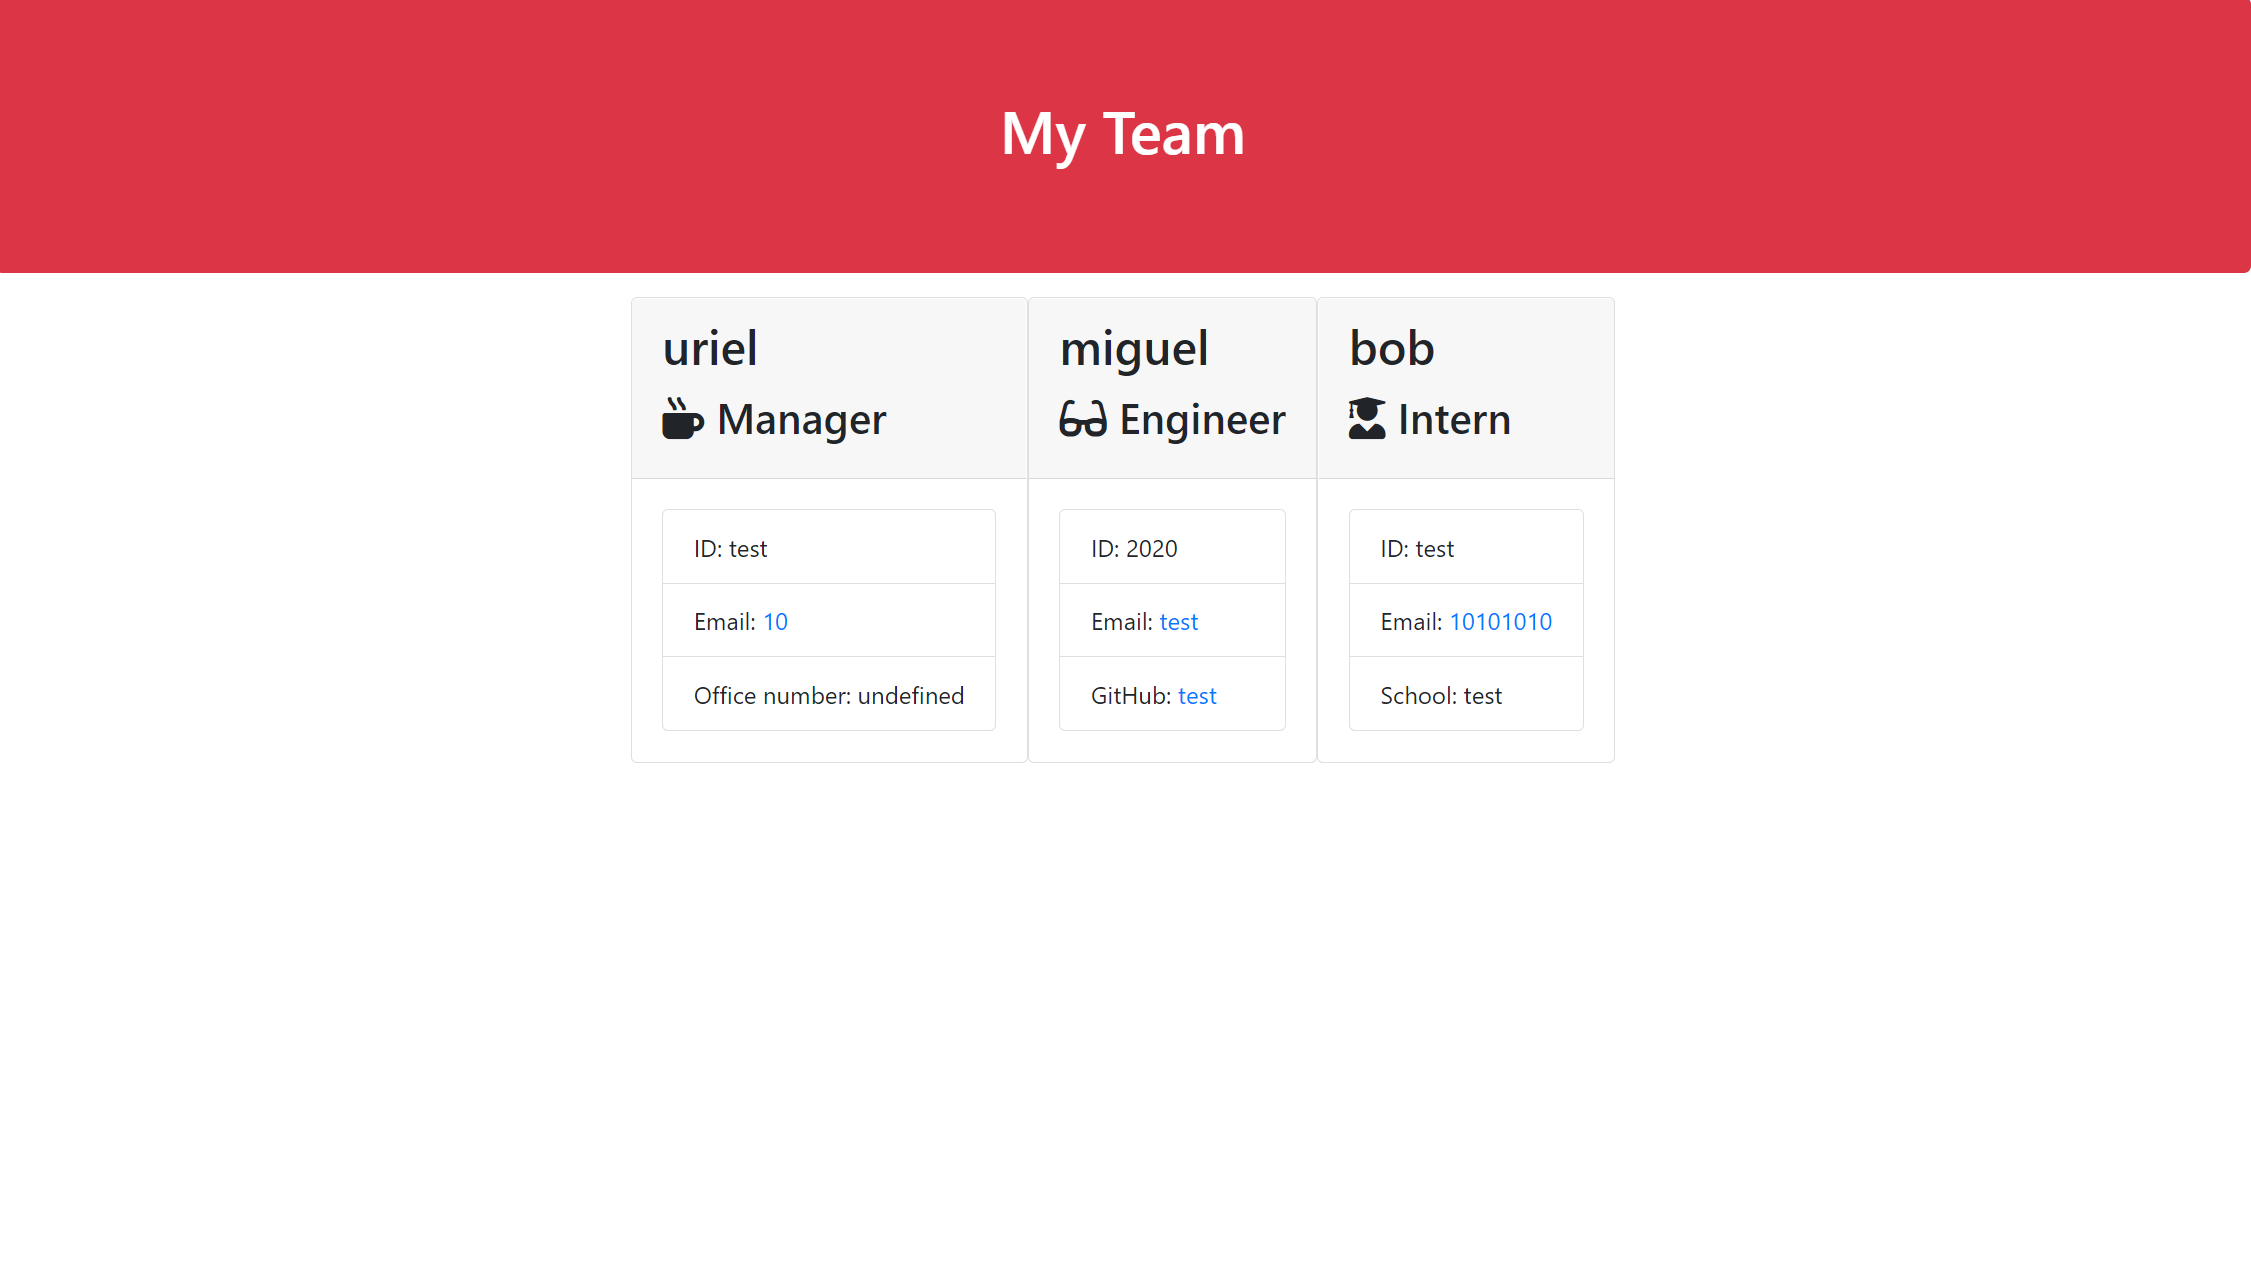 My Team
uriel
Manager
ID: test
Email: 10
Office number: undefined
miguel
Engineer
ID: 2020
Email: test
GitHub: test
bob
Intern
ID: test
Email: 10101010
School: test